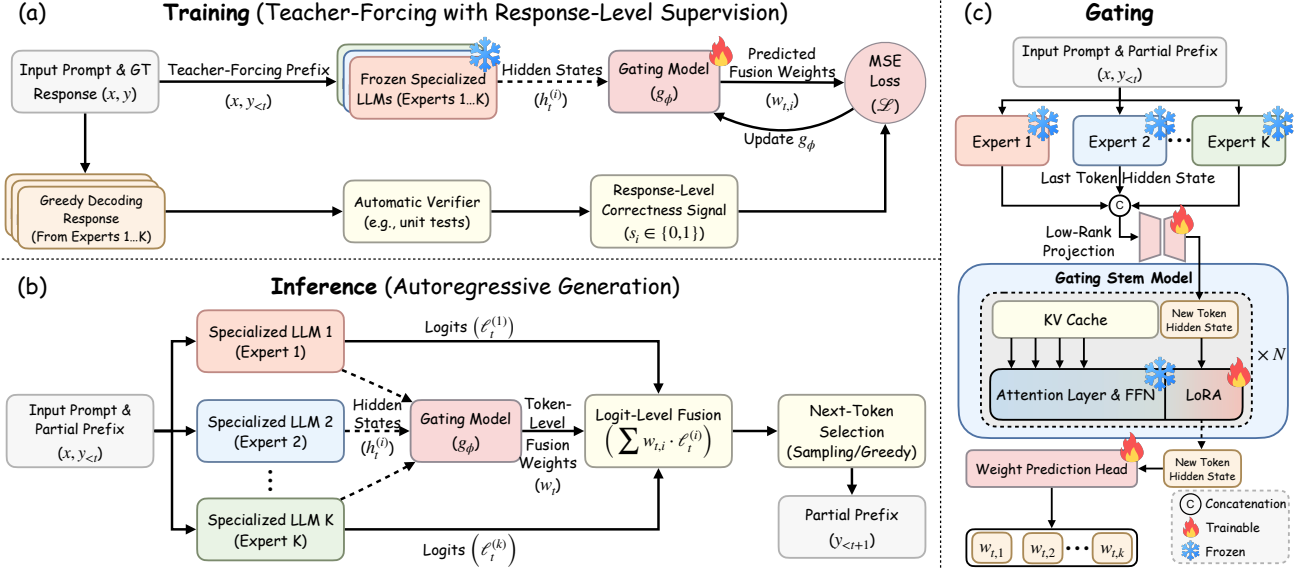 (a) Training (Teacher-Forcing with Response-Level Supervision)
Input Prompt & GT
Response (x, y)
Teacher-Forcing Prefix
(x, y<t)
Frozen Specialized
LLMs (Experts 1...K)
Hidden States
(h_t^(i))
Gating Model
(g_ϕ)
Predicted
Fusion Weights
(w_t,i)
MSE
Loss
(ℒ)
Update g_ϕ
Greedy Decoding
Response
(From Experts 1...K)
Automatic Verifier
(e.g., unit tests)
Response-Level
Correctness Signal
(s_i ∈ {0,1})
(b) Inference (Autoregressive Generation)
Input Prompt &
Partial Prefix
(x, y<t)
Specialized LLM 1
(Expert 1)
Logits (ℓ_t^(1))
Specialized LLM 2
(Expert 2)
Hidden
States
(h_t^(i))
Gating Model
(g_ϕ)
Token-
Level
Fusion
Weights
(w_t)
Logit-Level Fusion
(∑ w_t,i · ℓ_t^(i))
Next-Token
Selection
(Sampling/Greedy)
Specialized LLM K
(Expert K)
Logits (ℓ_t^(k))
Partial Prefix
(y<t+1)
(c) Gating
Input Prompt & Partial Prefix
(x, y<t)
Expert 1
Expert 2
Expert K
Last Token Hidden State
C
Low-Rank
Projection
Gating Stem Model
KV Cache
New Token
Hidden State
× N
Attention Layer & FFN
LoRA
Weight Prediction Head
New Token
Hidden State
w_t,1
w_t,2
w_t,k
C Concatenation
Trainable
Frozen